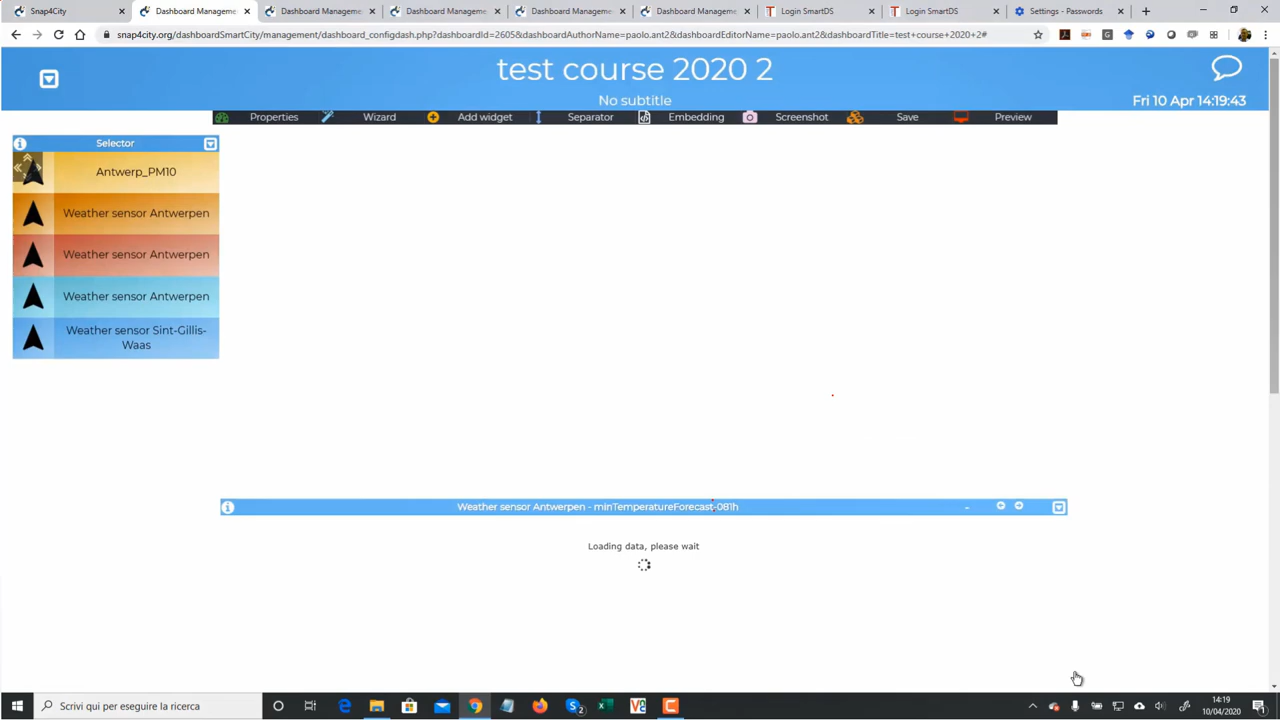 Snap4City
Dashboard Manageme
Dashboard Manageme
Dashboard Manageme
Dashboard Manageme
Dashboard Manageme
Login SmartDS
Login SmartDS
Settings - Passwords
snap4city.org/dashboardSmartCity/management/dashboard_configdash.php?dashboardId=2605&dashboardAuthorName=paolo.ant2&dashboardEditorName=paolo.ant2&dashboardTitle=test+course+2020+2#
test course 2020 2
No subtitle
Fri 10 Apr 14:19:43
Properties
Wizard
Add widget
Separator
Embedding
Screenshot
Save
Preview
Selector
Antwerp_PM10
Weather sensor Antwerpen
Weather sensor Antwerpen
Weather sensor Antwerpen
Weather sensor Sint-Gillis-
Waas
Weather sensor Antwerpen - minTemperatureForecast-081h
Loading data, please wait
Scrivi qui per eseguire la ricerca
14:19
10/04/2020